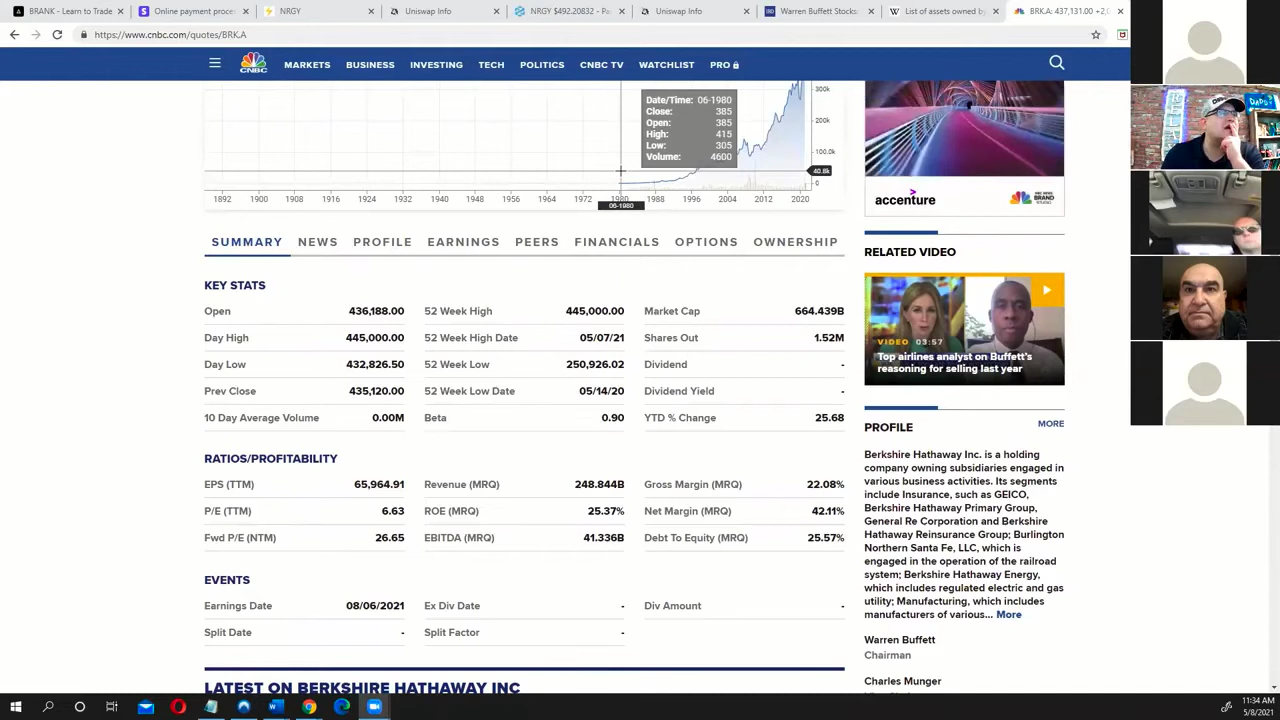 BRANK - Learn to Trade
Online payment proces
NRGY
Uniswap Info
NRGY $492.20832 - Pa
Uniswap Info
Warren Buffett Stocks:
List of assets owned by
BRK.A: 437,131.00 +2,0
https://www.cnbc.com/quotes/BRK.A
CNBC
MARKETS BUSINESS INVESTING TECH POLITICS CNBC TV WATCHLIST PRO
Date/Time: 06-1980
Close: 385
Open: 385
High: 415
Low: 305
Volume: 4600
300k
200k
100.0k
40.8k
0
1892 1900 1908 1916 1924 1932 1940 1948 1956 1964 1972 1980 1988 1996 2004 2012 2020
06-1980
accenture
SUMMARY NEWS PROFILE EARNINGS PEERS FINANCIALS OPTIONS OWNERSHIP
KEY STATS
Open 436,188.00 52 Week High 445,000.00 Market Cap 664.439B
Day High 445,000.00 52 Week High Date 05/07/21 Shares Out 1.52M
Day Low 432,826.50 52 Week Low 250,926.02 Dividend -
Prev Close 435,120.00 52 Week Low Date 05/14/20 Dividend Yield -
10 Day Average Volume 0.00M Beta 0.90 YTD % Change 25.68
RATIOS/PROFITABILITY
EPS (TTM) 65,964.91 Revenue (MRQ) 248.844B Gross Margin (MRQ) 22.08%
P/E (TTM) 6.63 ROE (MRQ) 25.37% Net Margin (MRQ) 42.11%
Fwd P/E (NTM) 26.65 EBITDA (MRQ) 41.336B Debt To Equity (MRQ) 25.57%
EVENTS
Earnings Date 08/06/2021 Ex Div Date - Div Amount -
Split Date - Split Factor -
LATEST ON BERKSHIRE HATHAWAY INC
RELATED VIDEO
VIDEO 03:57
Top airlines analyst on Buffett's
reasoning for selling last year
PROFILE MORE
Berkshire Hathaway Inc. is a holding
company owning subsidiaries engaged in
various business activities. Its segments
include Insurance, such as GEICO,
Berkshire Hathaway Primary Group,
General Re Corporation and Berkshire
Hathaway Reinsurance Group; Burlington
Northern Santa Fe, LLC, which is
engaged in the operation of the railroad
system; Berkshire Hathaway Energy,
which includes regulated electric and gas
utility; Manufacturing, which includes
manufacturers of various... More
Warren Buffett
Chairman
Charles Munger
DADDY
11:34 AM
5/8/2021